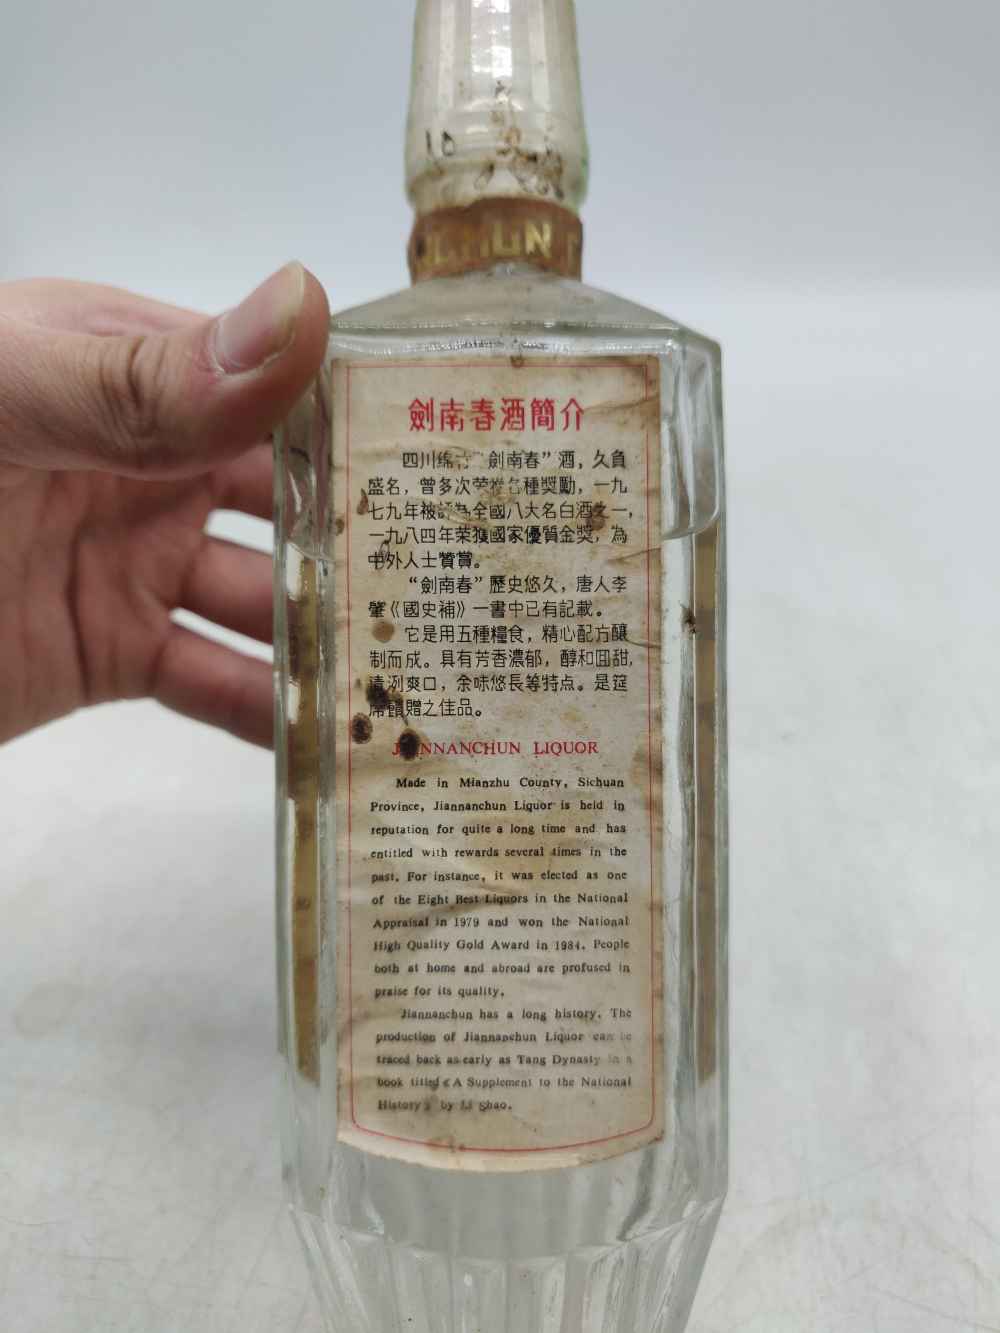 CHUN
劍南春酒簡介
四川绵竹"劍南春"酒，久負
盛名，曾多次荣獲各種獎勵，一九
七九年被評為全國八大名白酒之一，
一九八四年荣獲國家優質金獎，為
中外人士贊賞。
"劍南春"歷史悠久，唐人李
肇《國史補》一書中已有記載。
它是用五種糧食，精心配方釀
制而成。具有芳香濃郁，醇和回甜，
清洌爽口，余味悠長等特点。是筵
席饋贈之佳品。
JIANNANCHUN LIQUOR
Made in Mianzhu County, Sichuan
Province, Jiannanchun Liquor is held in
reputation for quite a long time and has
entitled with rewards several times in the
past. For instance, it was elected as one
of the Eight Best Liquors in the National
Appraisal in 1979 and won the National
High Quality Gold Award in 1984. People
both at home and abroad are profused in
praise for its quality.
Jiannanchun has a long history. The
production of Jiannanchun Liquor can be
traced back as early as Tang Dynasty in a
book titled《A Supplement to the National
History》 by Li Shao.